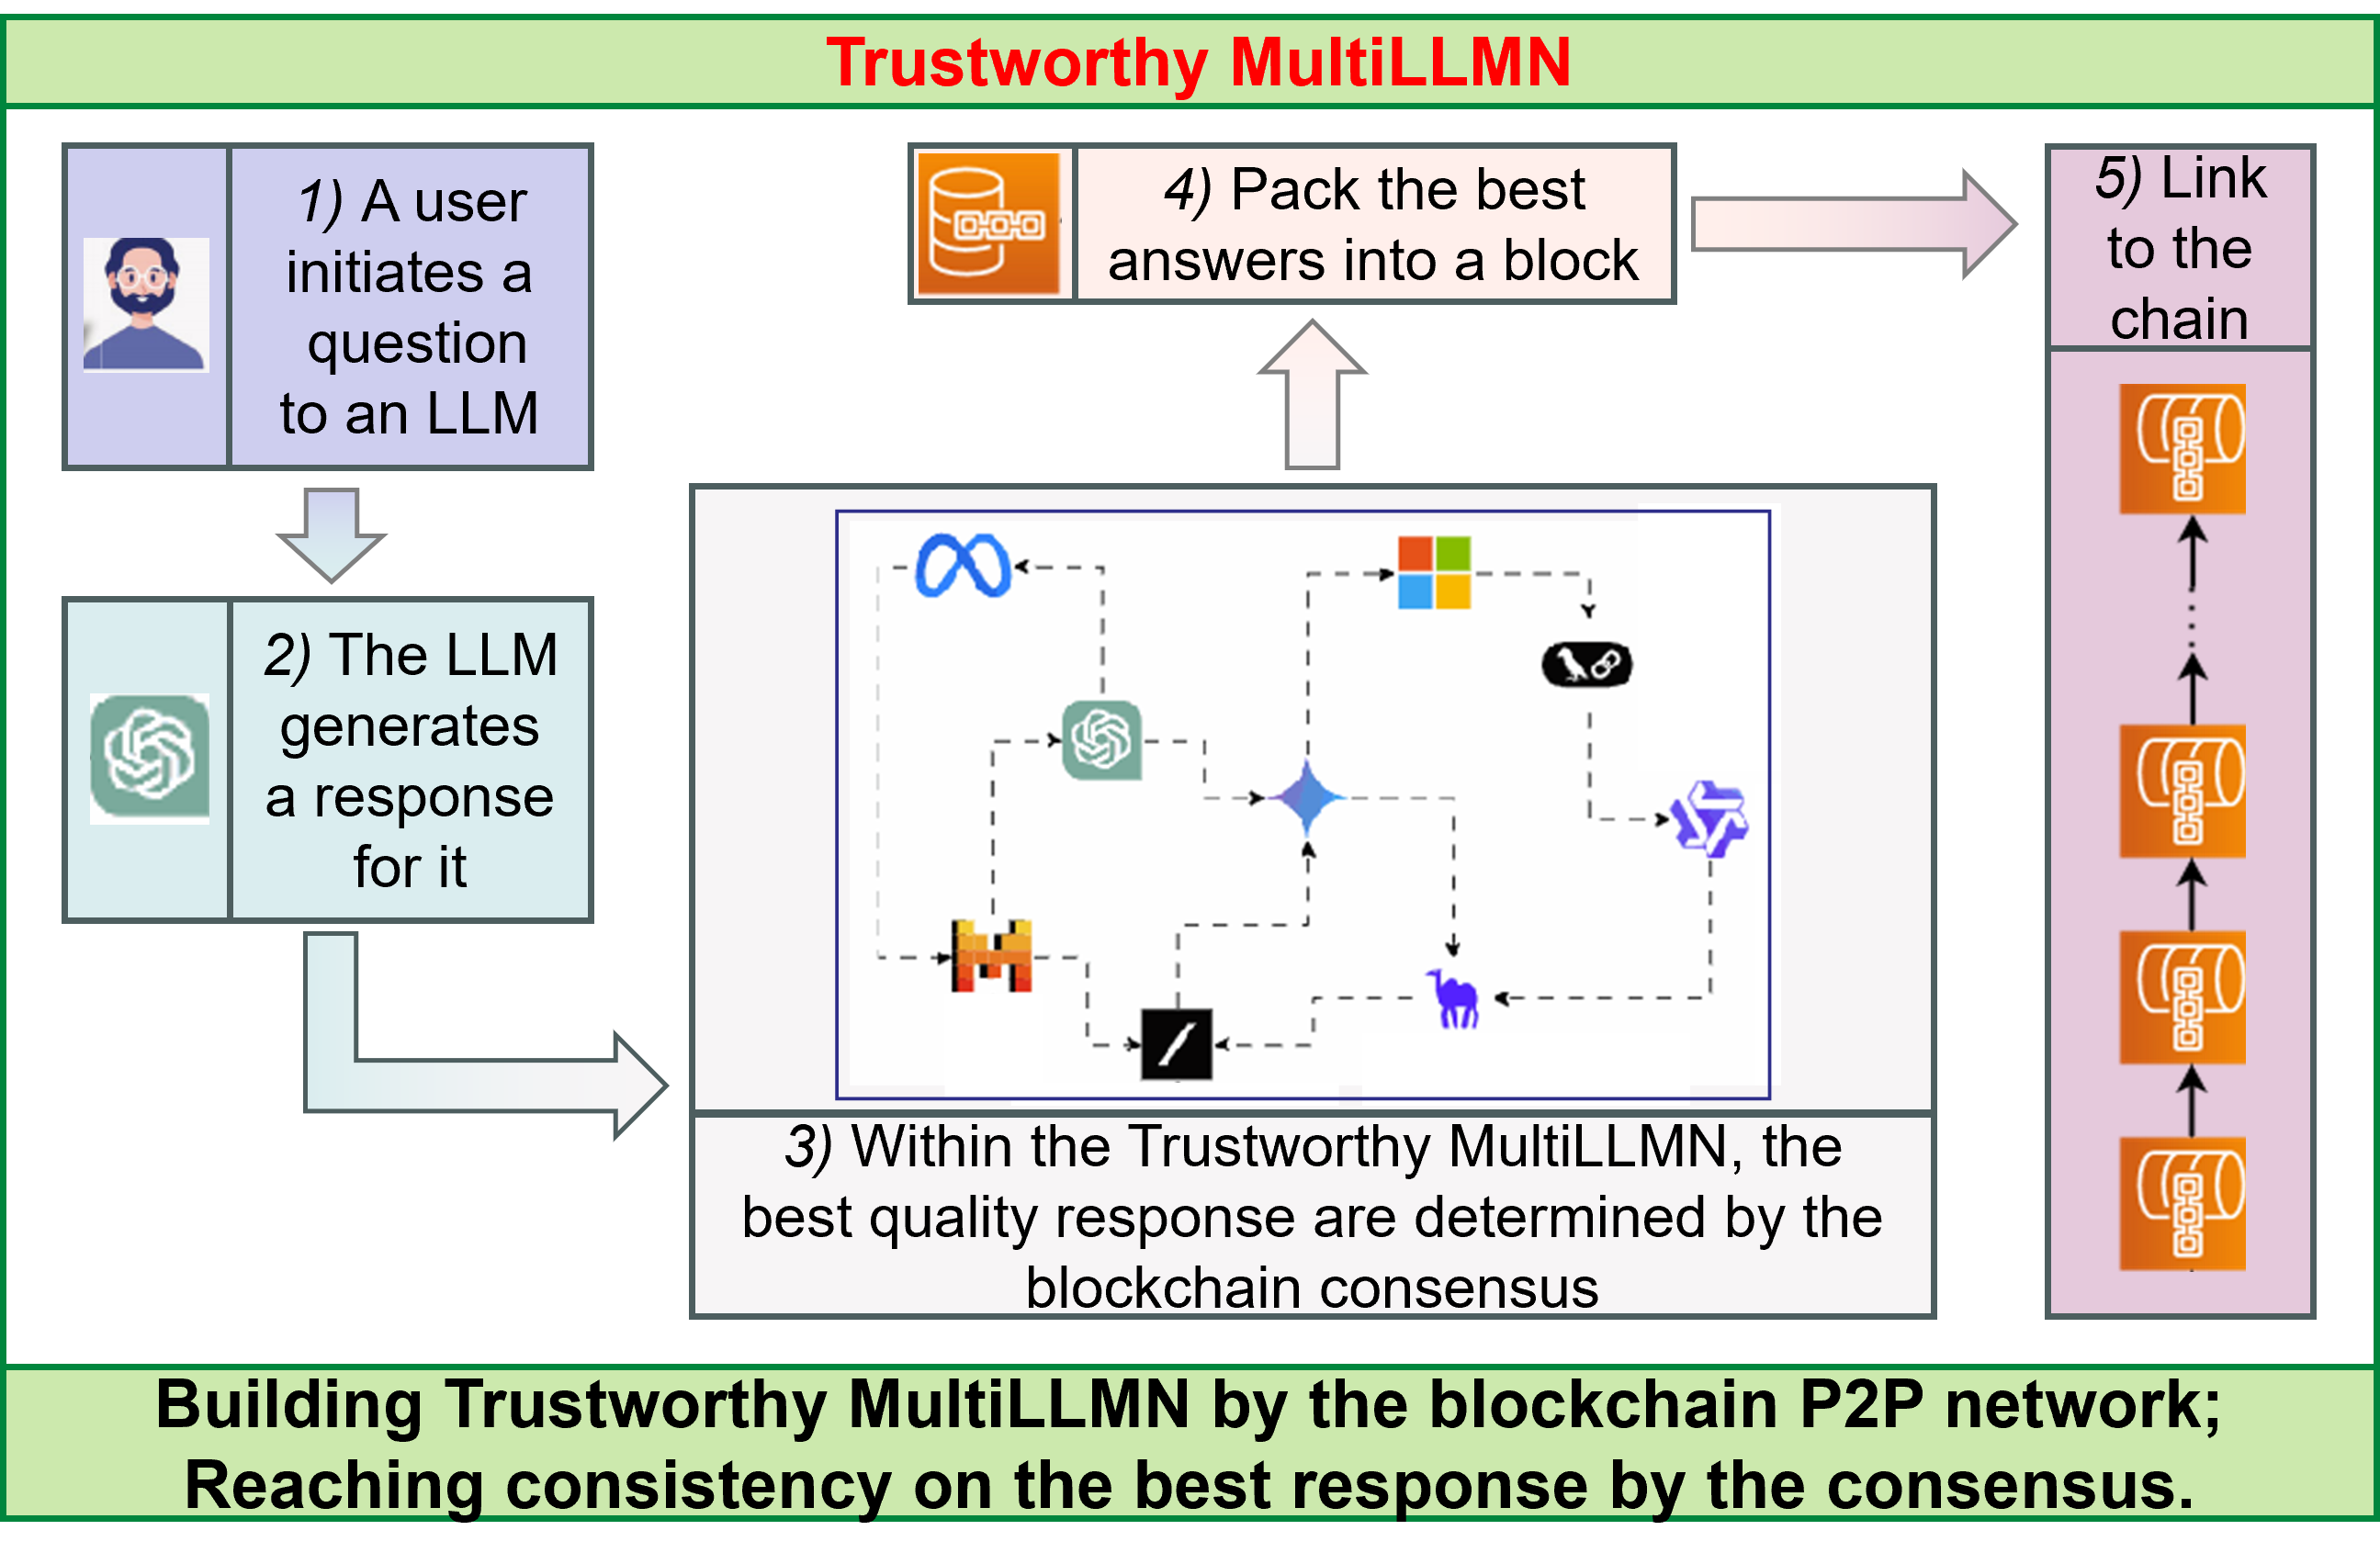 Trustworthy MultiLLMN
1) A user
initiates a
question
to an LLM
2) The LLM
generates
a response
for it
3) Within the Trustworthy MultiLLMN, the
best quality response are determined by the
blockchain consensus
4) Pack the best
answers into a block
5) Link
to the
chain
Building Trustworthy MultiLLMN by the blockchain P2P network;
Reaching consistency on the best response by the consensus.